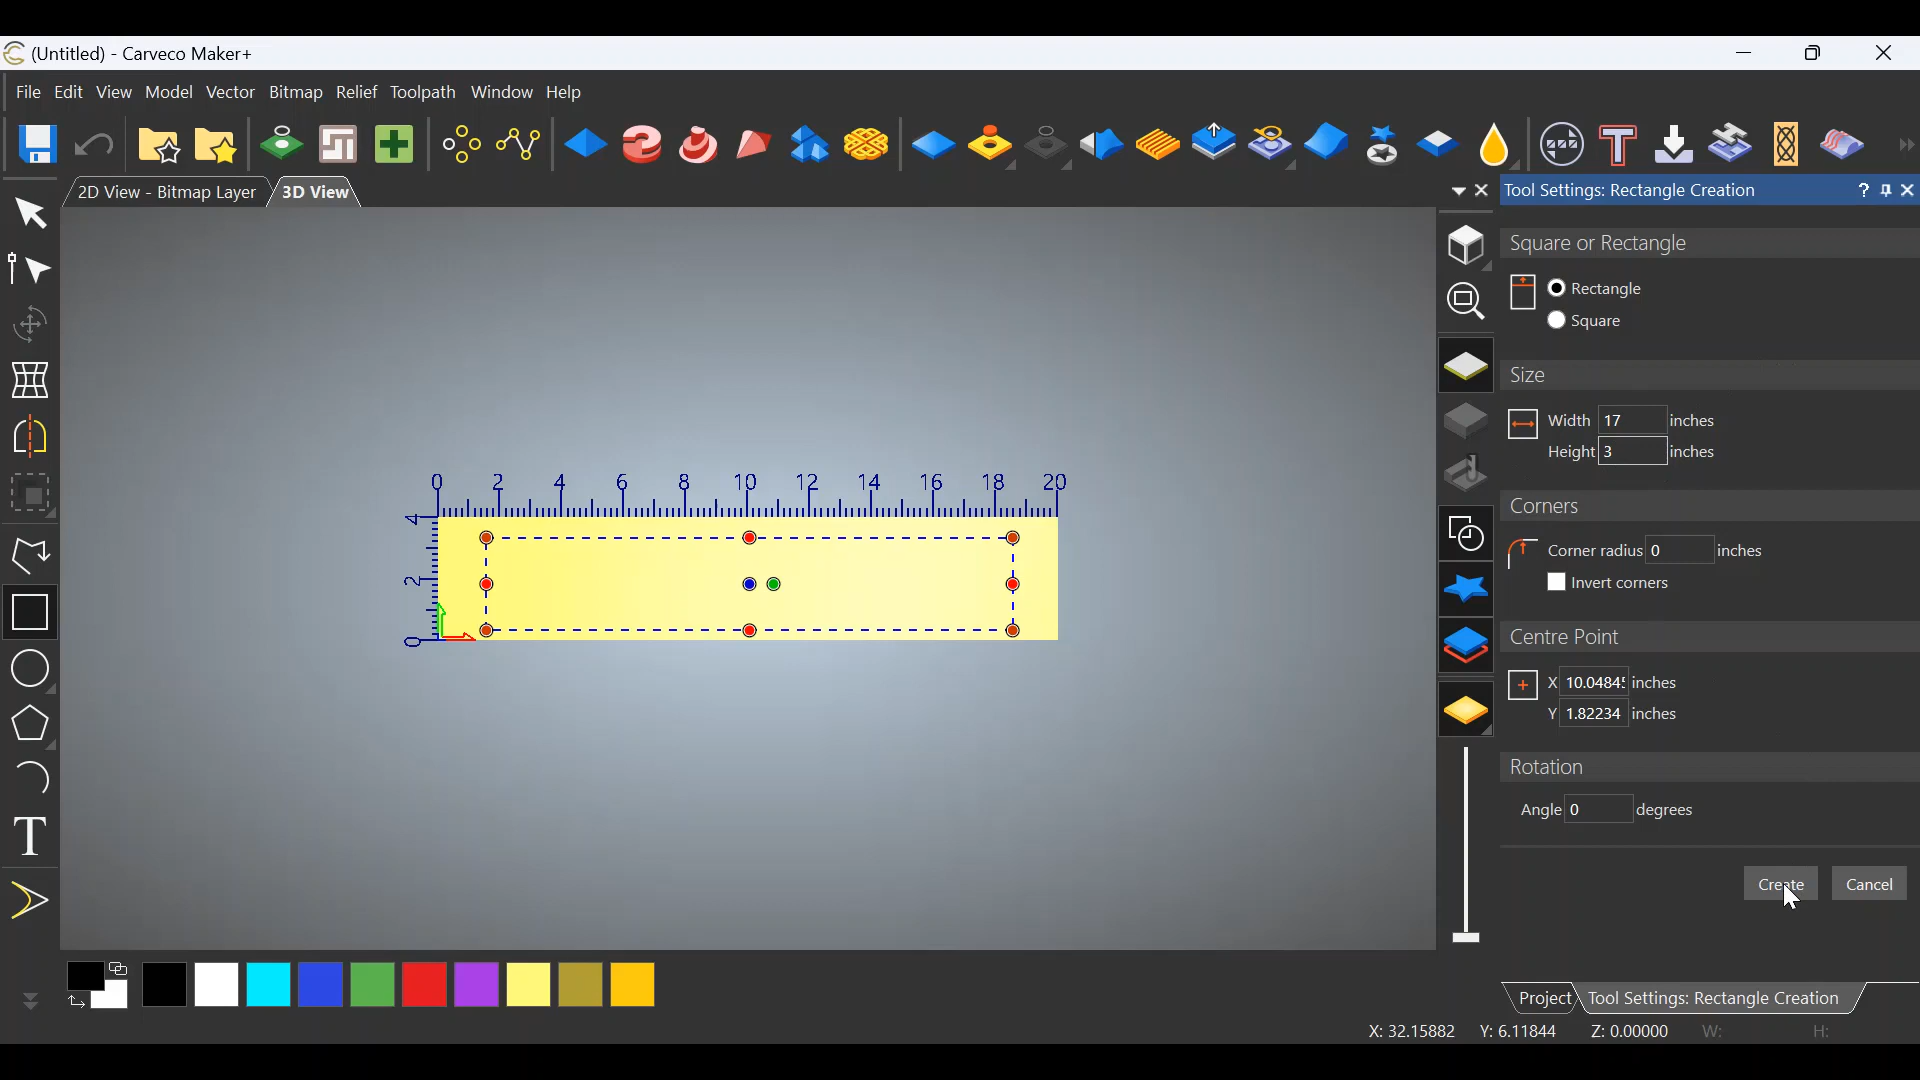 (Untitled) - Carveco Maker+
File Edit View Model Vector Bitmap Relief Toolpath Window Help
2D View - Bitmap Layer 3D View
Tool Settings: Rectangle Creation ?
Square or Rectangle
Rectangle
Square
Size
Width 17 inches
Height 3 inches
Corners
Corner radius 0 inches
Invert corners
Centre Point
X 10.0484 inches
Y 1.82234 inches
Rotation
Angle 0 degrees
Create Cancel
0 2 4 6 8 10 12 14 16 18 20
4
2
0
T
Project Tool Settings: Rectangle Creation
X: 32.15882 Y: 6.11844 Z: 0.00000 W: H: